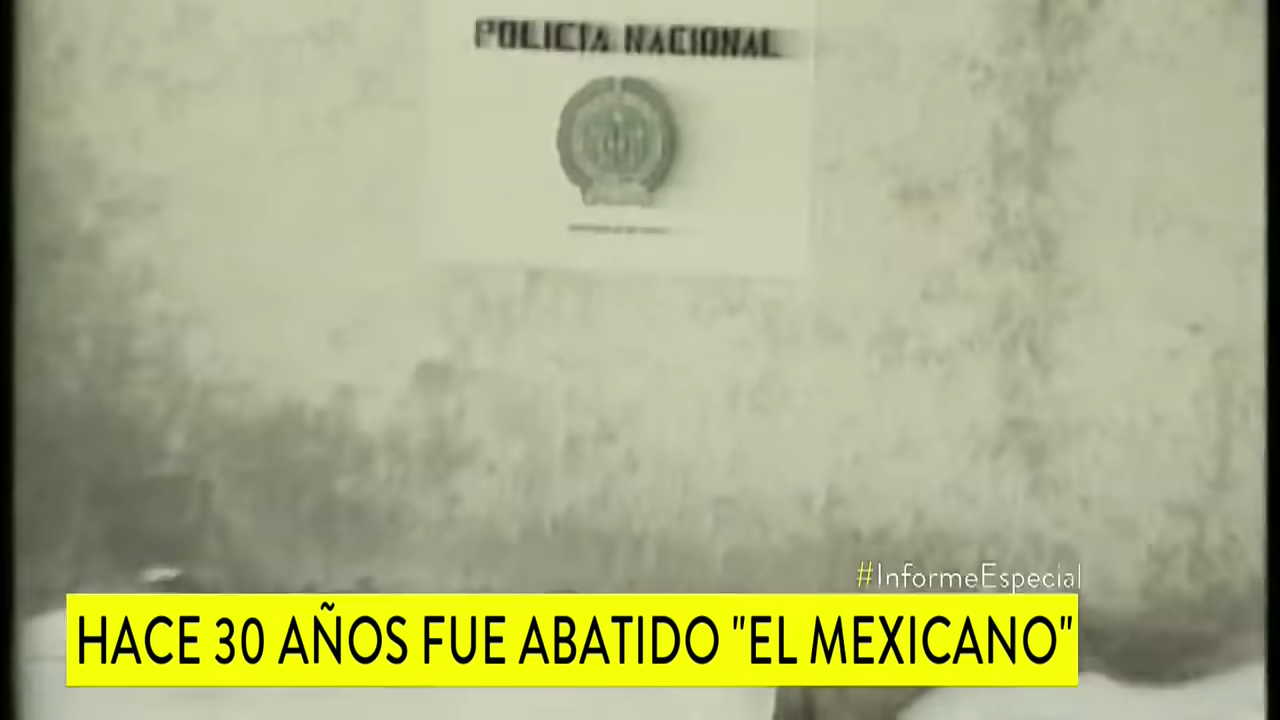 POLICIA NACIONAL
#InformeEspecial
HACE 30 AÑOS FUE ABATIDO "EL MEXICANO"